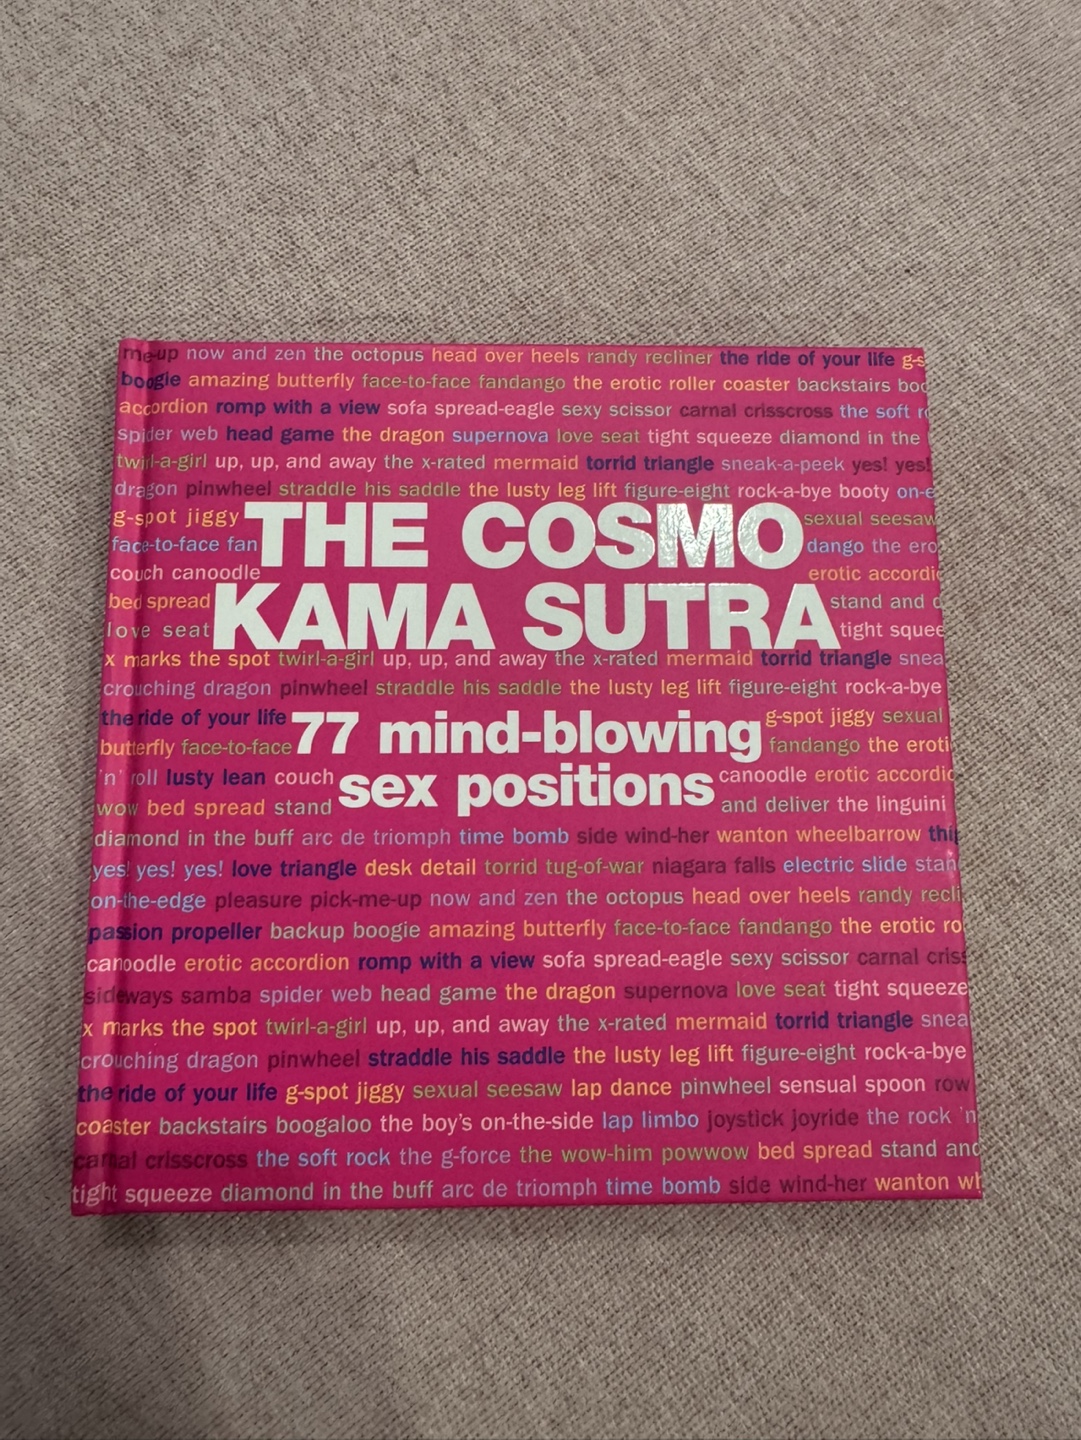 me-up now and zen the octopus head over heels randy recliner the ride of your life g-s
boogie amazing butterfly face-to-face fandango the erotic roller coaster backstairs boo
accordion romp with a view sofa spread-eagle sexy scissor carnal crisscross the soft r
spider web head game the dragon supernova love seat tight squeeze diamond in the
twirl-a-girl up, up, and away the x-rated mermaid torrid triangle sneak-a-peek yes! yes!
dragon pinwheel straddle his saddle the lusty leg lift figure-eight rock-a-bye booty on-e
g-spot jiggy THE COSMO sexual seesaw
face-to-face fan dango the ero
couch canoodle erotic accordio
bed spread KAMA SUTRA stand and d
love seat tight squee
x marks the spot twirl-a-girl up, up, and away the x-rated mermaid torrid triangle snea
crouching dragon pinwheel straddle his saddle the lusty leg lift figure-eight rock-a-bye
the ride of your life 77 mind-blowing g-spot jiggy sexual
butterfly face-to-face fandango the eroti
'n' roll lusty lean couch sex positions canoodle erotic accordio
wow bed spread stand and deliver the linguini
diamond in the buff arc de triomph time bomb side wind-her wanton wheelbarrow thig
yes! yes! yes! love triangle desk detail torrid tug-of-war niagara falls electric slide stan
on-the-edge pleasure pick-me-up now and zen the octopus head over heels randy recli
passion propeller backup boogie amazing butterfly face-to-face fandango the erotic ro
canoodle erotic accordion romp with a view sofa spread-eagle sexy scissor carnal criss
sideways samba spider web head game the dragon supernova love seat tight squeeze
x marks the spot twirl-a-girl up, up, and away the x-rated mermaid torrid triangle snea
crouching dragon pinwheel straddle his saddle the lusty leg lift figure-eight rock-a-bye
the ride of your life g-spot jiggy sexual seesaw lap dance pinwheel sensual spoon row
coaster backstairs boogaloo the boy's on-the-side lap limbo joystick joyride the rock 'n
carnal crisscross the soft rock the g-force the wow-him powwow bed spread stand and
tight squeeze diamond in the buff arc de triomph time bomb side wind-her wanton wh